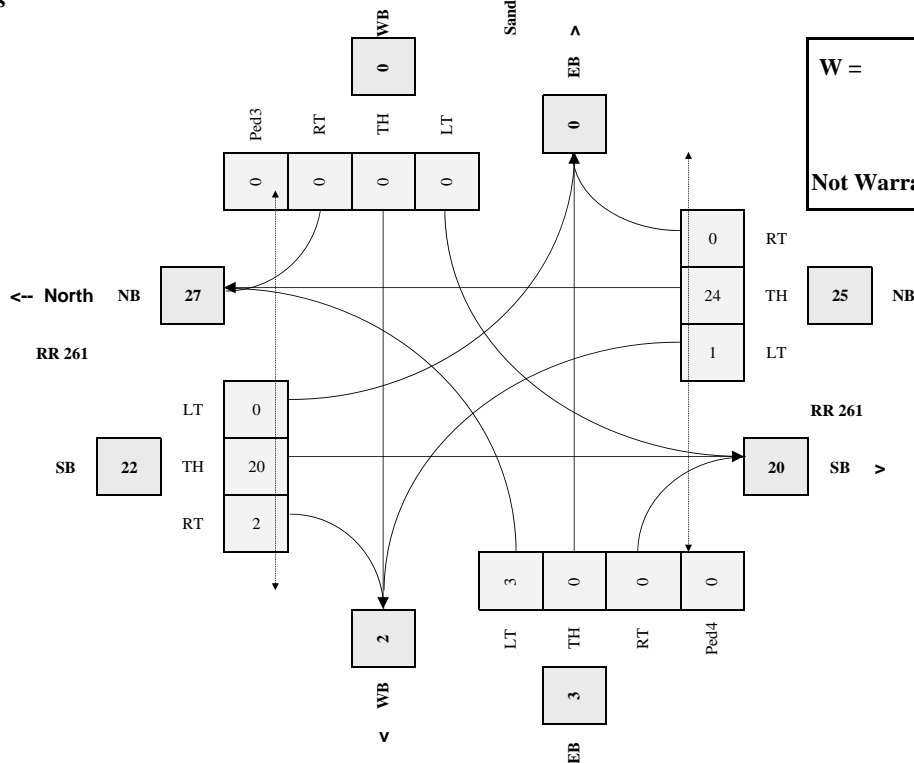 s
WB
Sand
>
EB
0
0
W =
Not Warra
Ped3
RT
TH
LT
0
0
0
0
0
RT
24
TH
25
NB
1
LT
<-- North
NB
27
RR 261
RR 261
LT
0
SB
22
TH
20
RT
2
20
SB
>
3
0
0
0
LT
TH
RT
Ped4
2
WB
<
3
EB